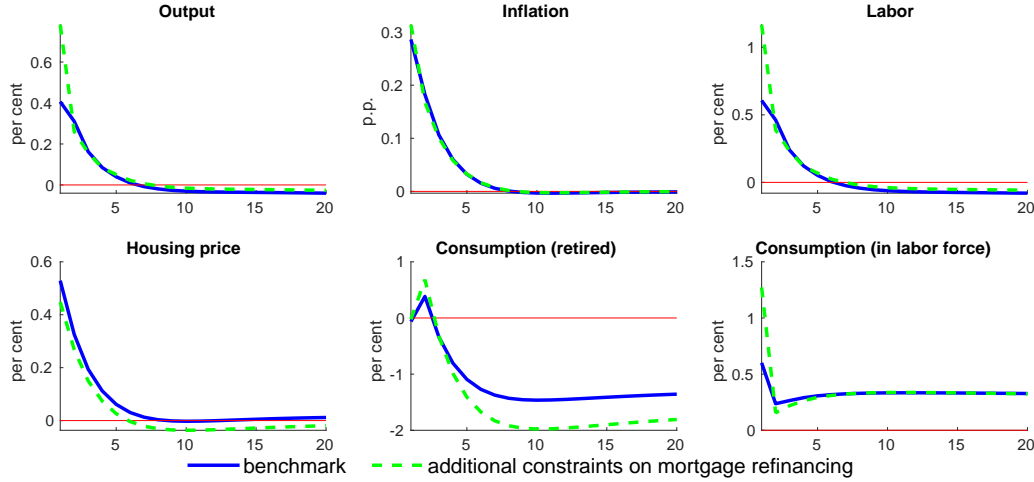 Output Inflation Labor
per cent 0.6 0.4 0.2 0 5 10 15 20
p.p. 0.3 0.2 0.1 0 5 10 15 20
per cent 1 0.5 0 5 10 15 20
Housing price Consumption (retired) Consumption (in labor force)
per cent 0.6 0.4 0.2 0 5 10 15 20
per cent 1 0 -1 -2 5 10 15 20
per cent 1.5 1 0.5 0 5 10 15 20
benchmark additional constraints on mortgage refinancing